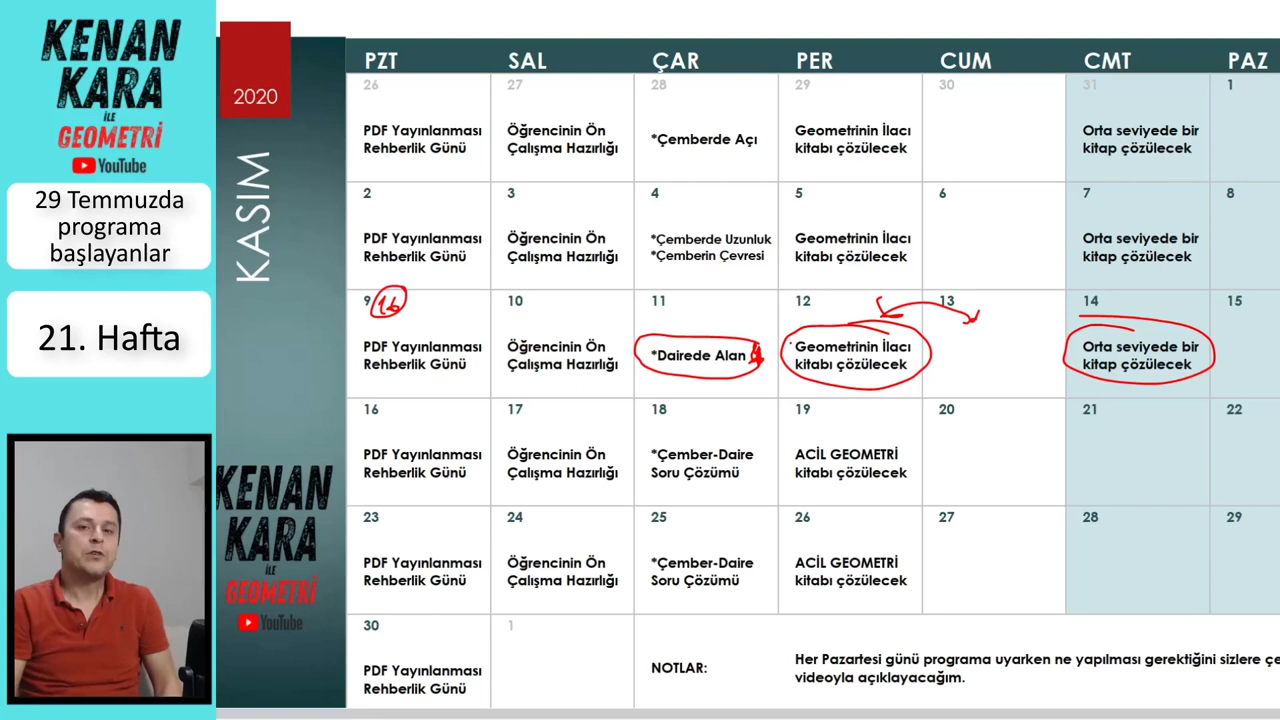 KENAN
KARA
İLE
GEOMETRİ
YouTube
29 Temmuzda
programa
başlayanlar
21. Hafta
2020
KASIM
KENAN
KARA
İLE
GEOMETRİ
YouTube
PZT SAL ÇAR PER CUM CMT PAZ
26 27 28 29 30 31 1
PDF Yayınlanması Öğrencinin Ön *Çemberde Açı Geometrinin İlacı Orta seviyede bir
Rehberlik Günü Çalışma Hazırlığı kitabı çözülecek kitap çözülecek
2 3 4 5 6 7 8
PDF Yayınlanması Öğrencinin Ön *Çemberde Uzunluk Geometrinin İlacı Orta seviyede bir
Rehberlik Günü Çalışma Hazırlığı *Çemberin Çevresi kitabı çözülecek kitap çözülecek
9 16 10 11 12 13 14 15
PDF Yayınlanması Öğrencinin Ön *Dairede Alan Geometrinin İlacı Orta seviyede bir
Rehberlik Günü Çalışma Hazırlığı kitabı çözülecek kitap çözülecek
16 17 18 19 20 21 22
PDF Yayınlanması Öğrencinin Ön *Çember-Daire ACİL GEOMETRİ
Rehberlik Günü Çalışma Hazırlığı Soru Çözümü kitabı çözülecek
23 24 25 26 27 28 29
PDF Yayınlanması Öğrencinin Ön *Çember-Daire ACİL GEOMETRİ
Rehberlik Günü Çalışma Hazırlığı Soru Çözümü kitabı çözülecek
30 1
PDF Yayınlanması NOTLAR: Her Pazartesi günü programa uyarken ne yapılması gerektiğini sizlere
Rehberlik Günü videoyla açıklayacağım.